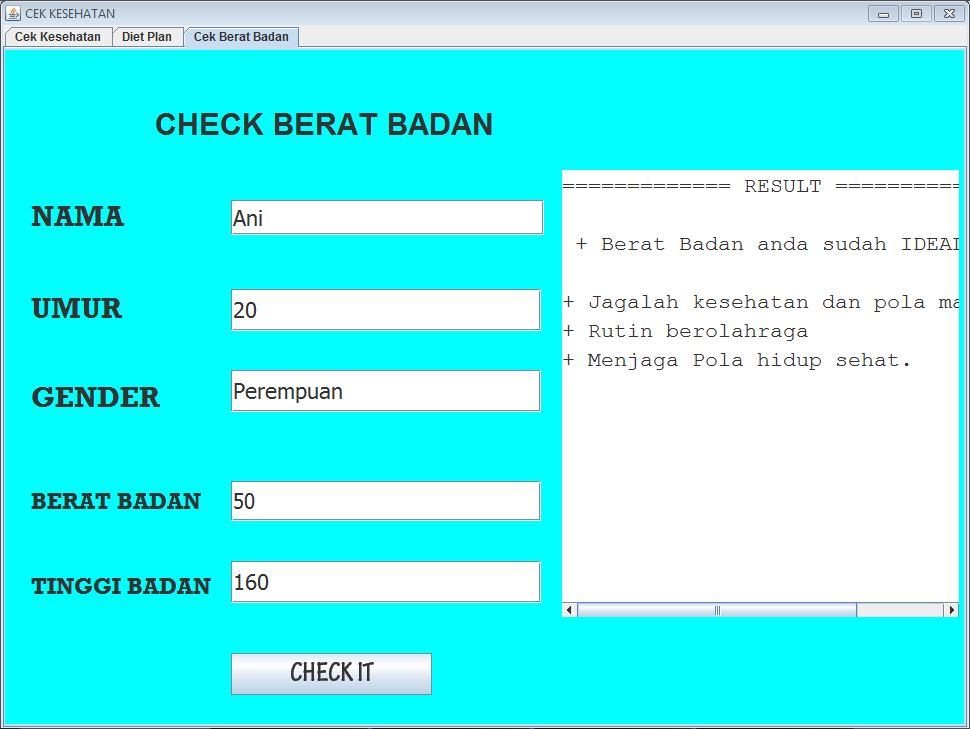 CEK KESEHATAN
Cek Kesehatan Diet Plan Cek Berat Badan
CHECK BERAT BADAN
NAMA Ani
UMUR 20
GENDER Perempuan
BERAT BADAN 50
TINGGI BADAN 160
CHECK IT
============= RESULT ==========
+ Berat Badan anda sudah IDEAL
+ Jagalah kesehatan dan pola
+ Rutin berolahraga
+ Menjaga Pola hidup sehat.